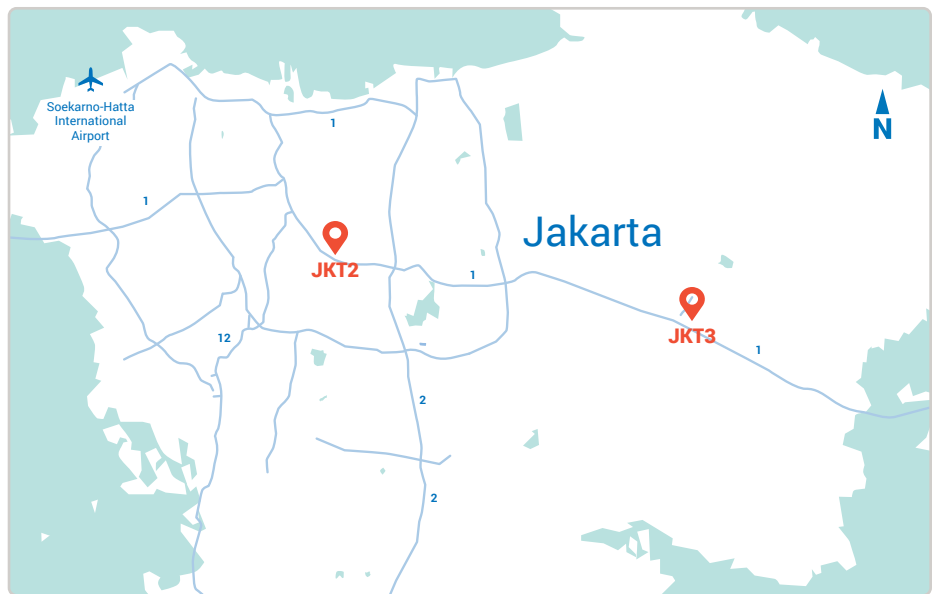 Soekarno-Hatta
International
Airport
N
1
1
Jakarta
JKT2
1
JKT3
12
1
2
2